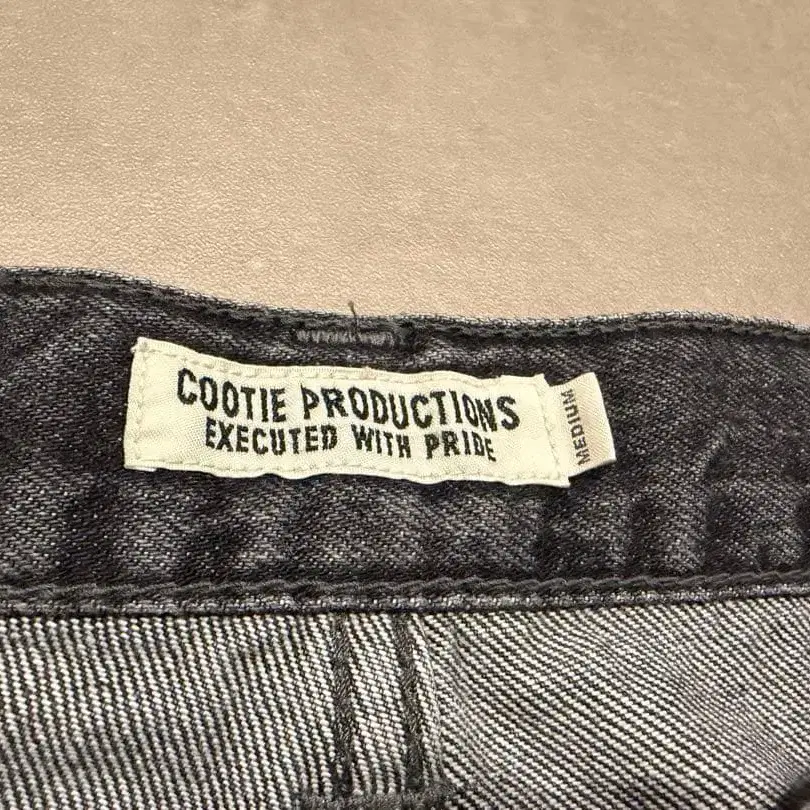 COOTIE PRODUCTIONS
EXECUTED WITH PRIDE
MEDIUM